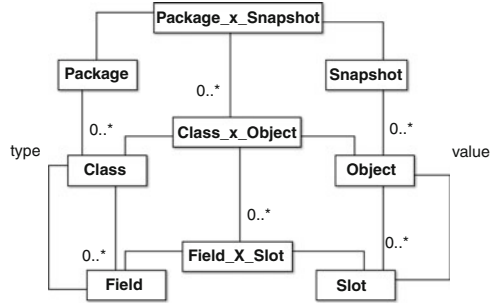 Package_x_Snapshot
Package
Snapshot
0..*
0..*
Class_x_Object
0..*
type
value
Class
Object
0..*
0..*
Field_X_Slot
0..*
Field
Slot